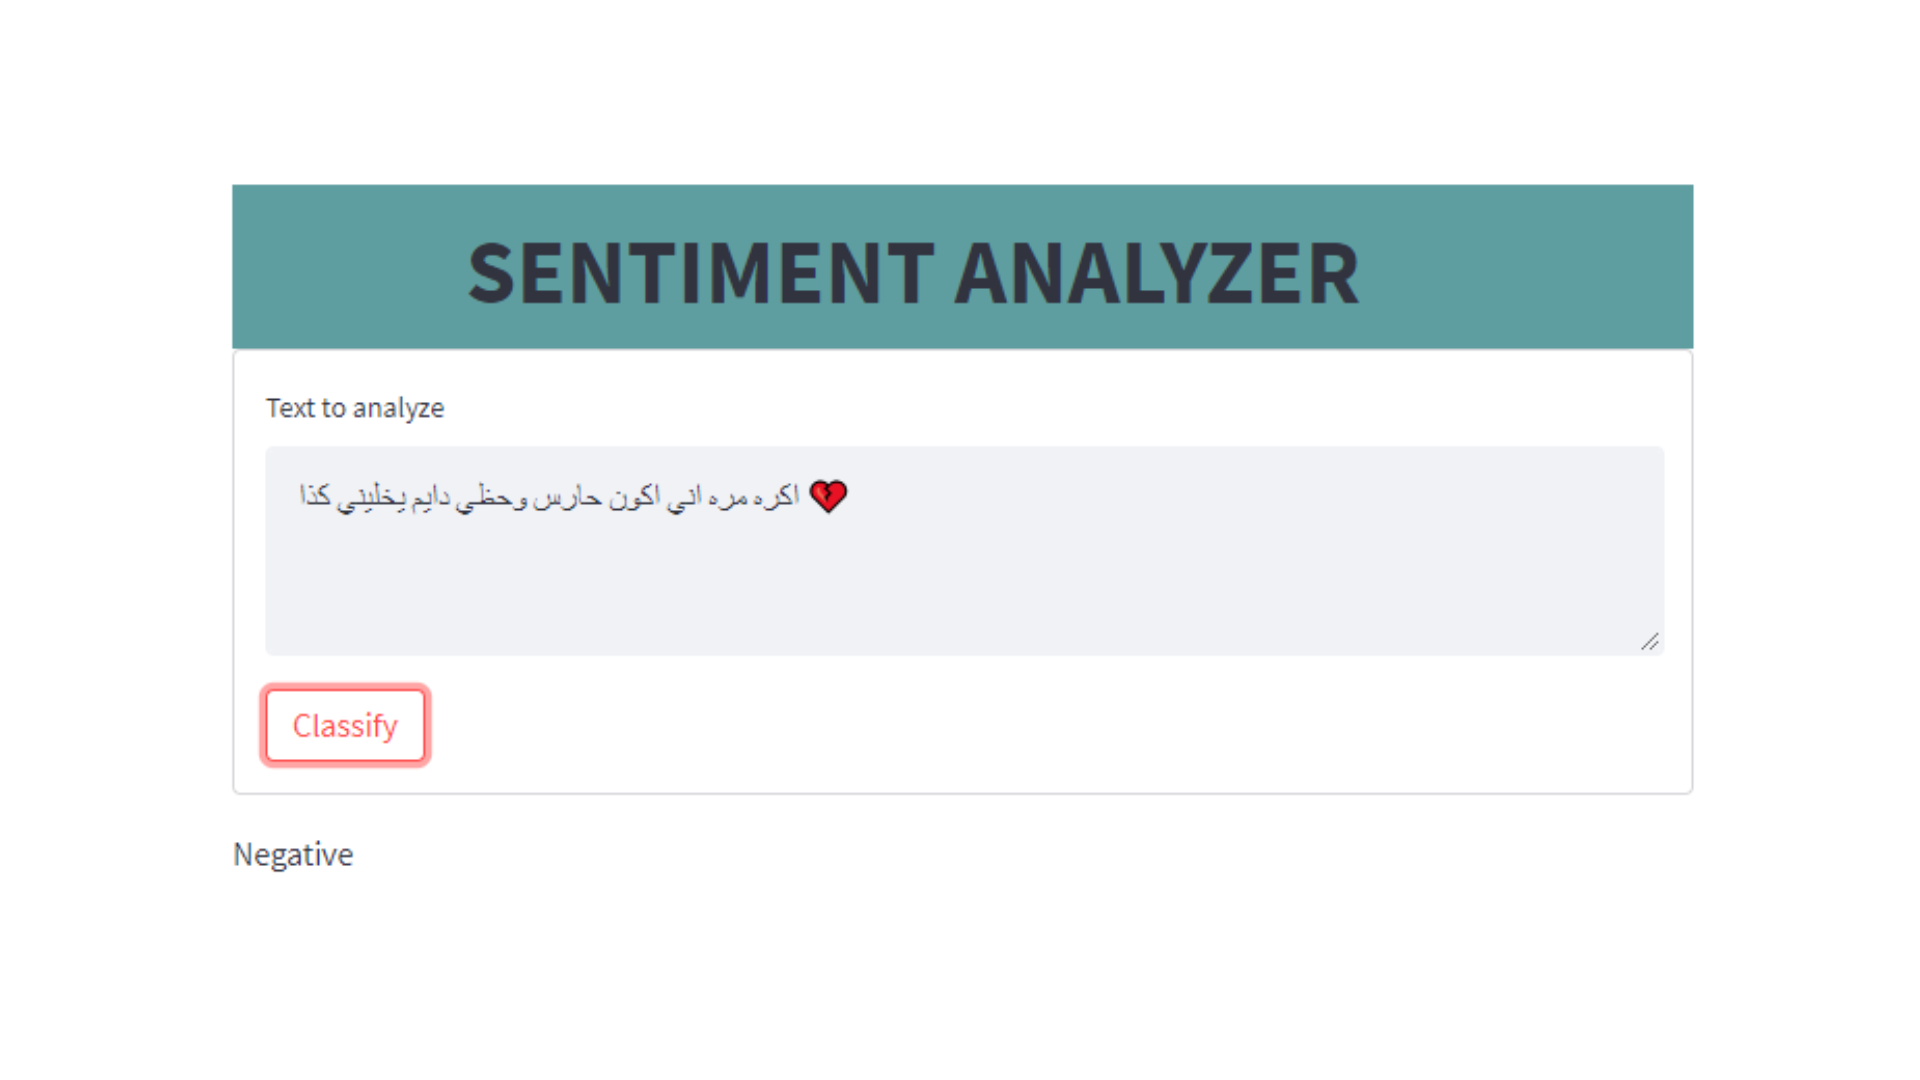 SENTIMENT ANALYZER
Text to analyze
اكره مره اني اكون حارس وحظي دايم يخليني كذا 💔
Classify
Negative